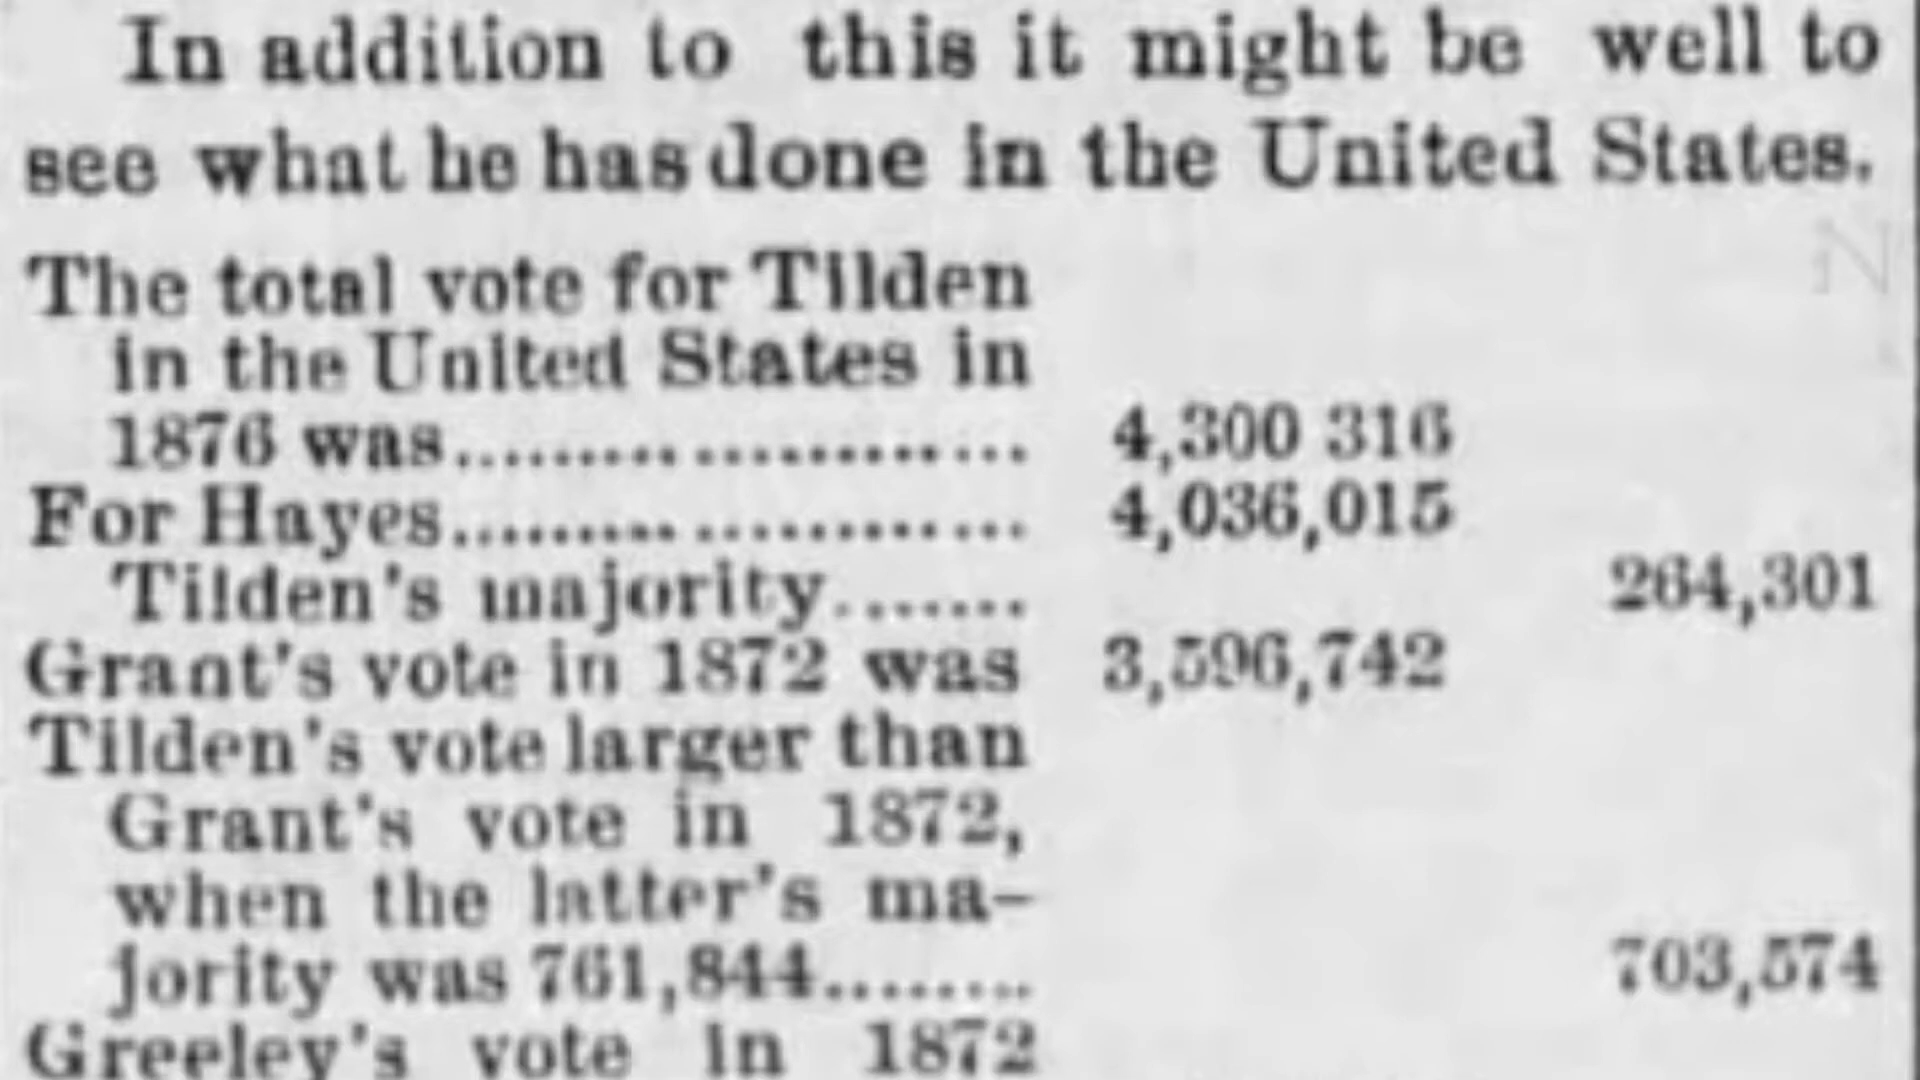 In addition to this it might be well to
see what he has done in the United States.
The total vote for Tilden
in the United States in
1876 was........................ 4,300 316
For Hayes........................ 4,036,015
Tilden's majority........ 264,301
Grant's vote in 1872 was 3,596,742
Tilden's vote larger than
Grant's vote in 1872,
when the latter's ma-
jority was 761,844......... 703,574
Greeley's vote in 1872